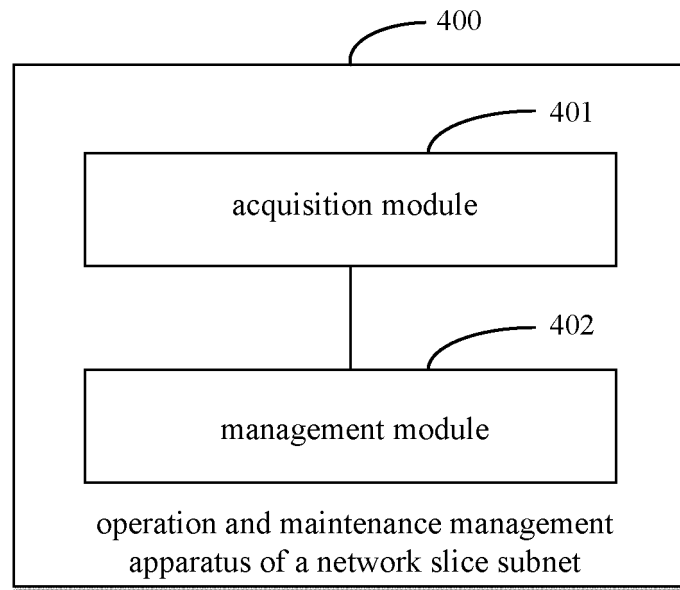 400
401
acquisition module
402
management module
operation and maintenance management
apparatus of a network slice subnet